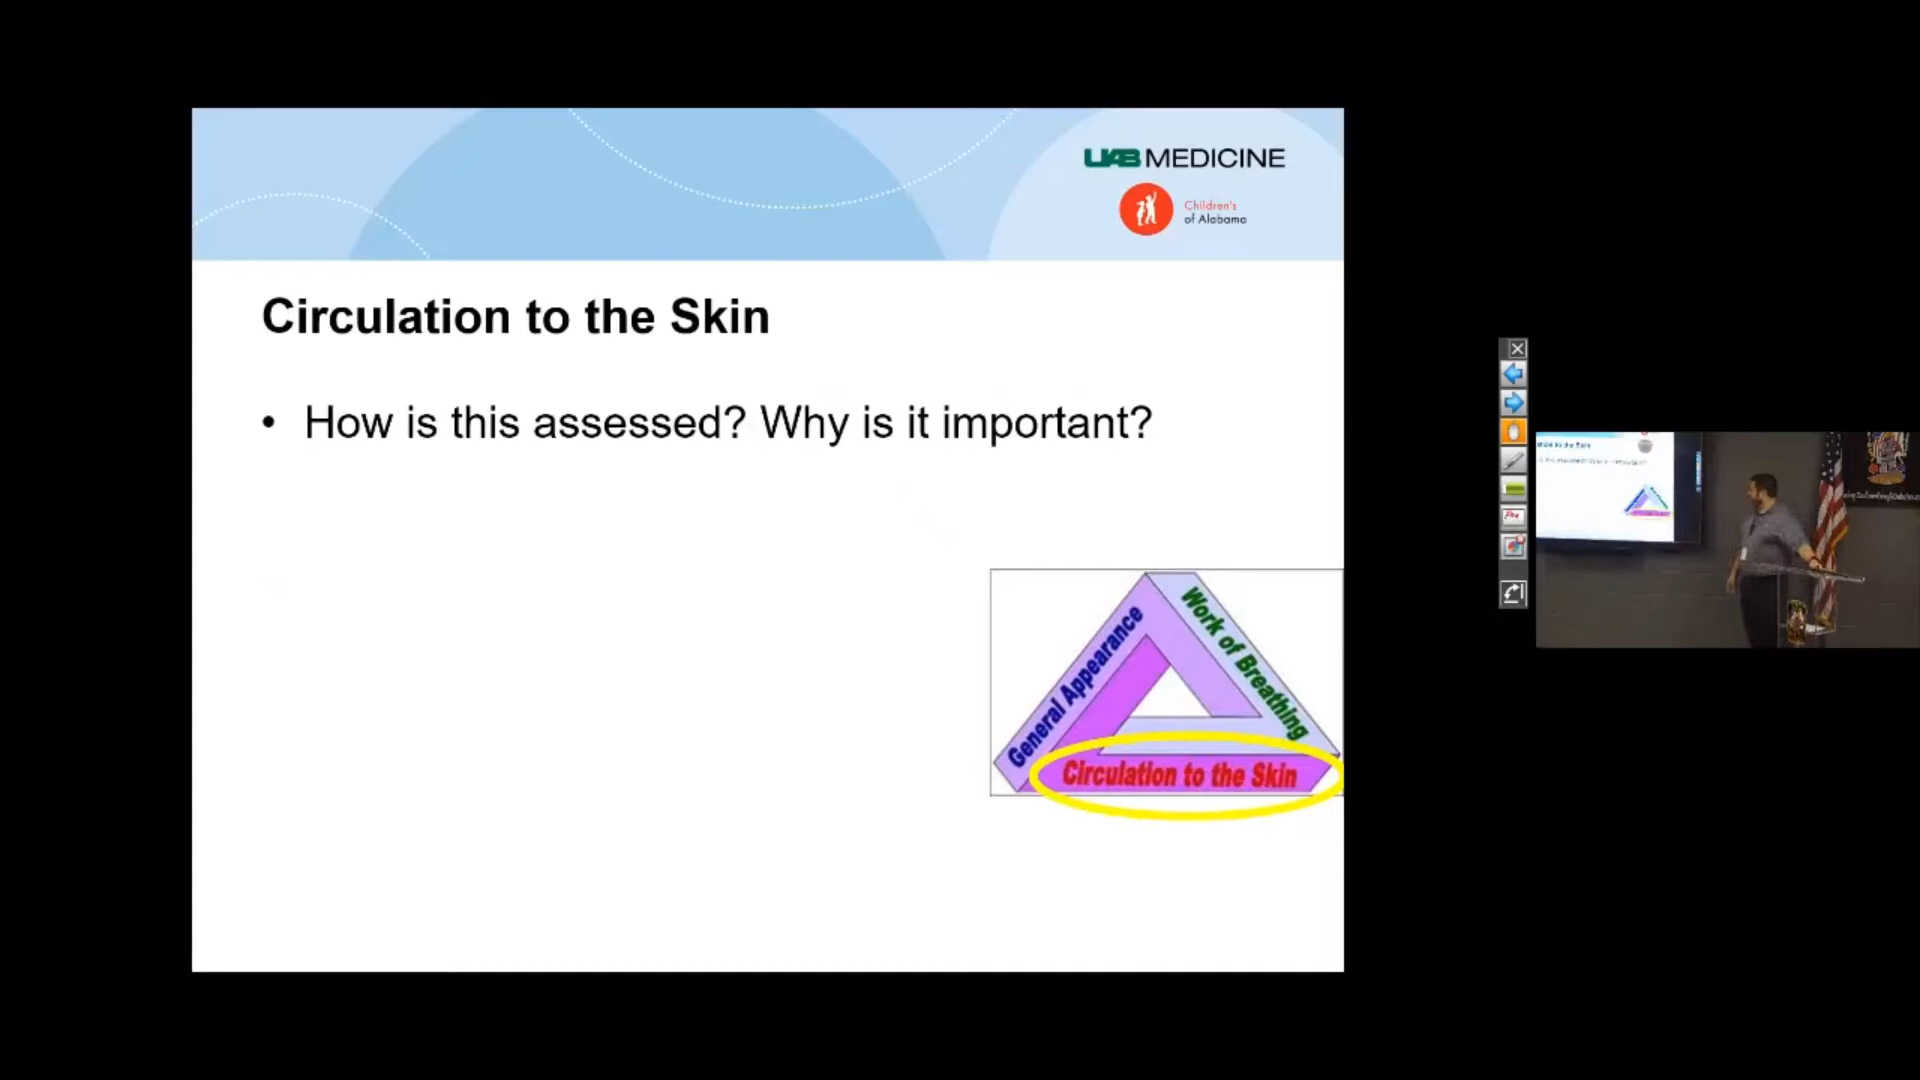 UAB MEDICINE
Children's
of Alabama
Circulation to the Skin
• How is this assessed? Why is it important?
General Appearance
Work of Breathing
Circulation to the Skin